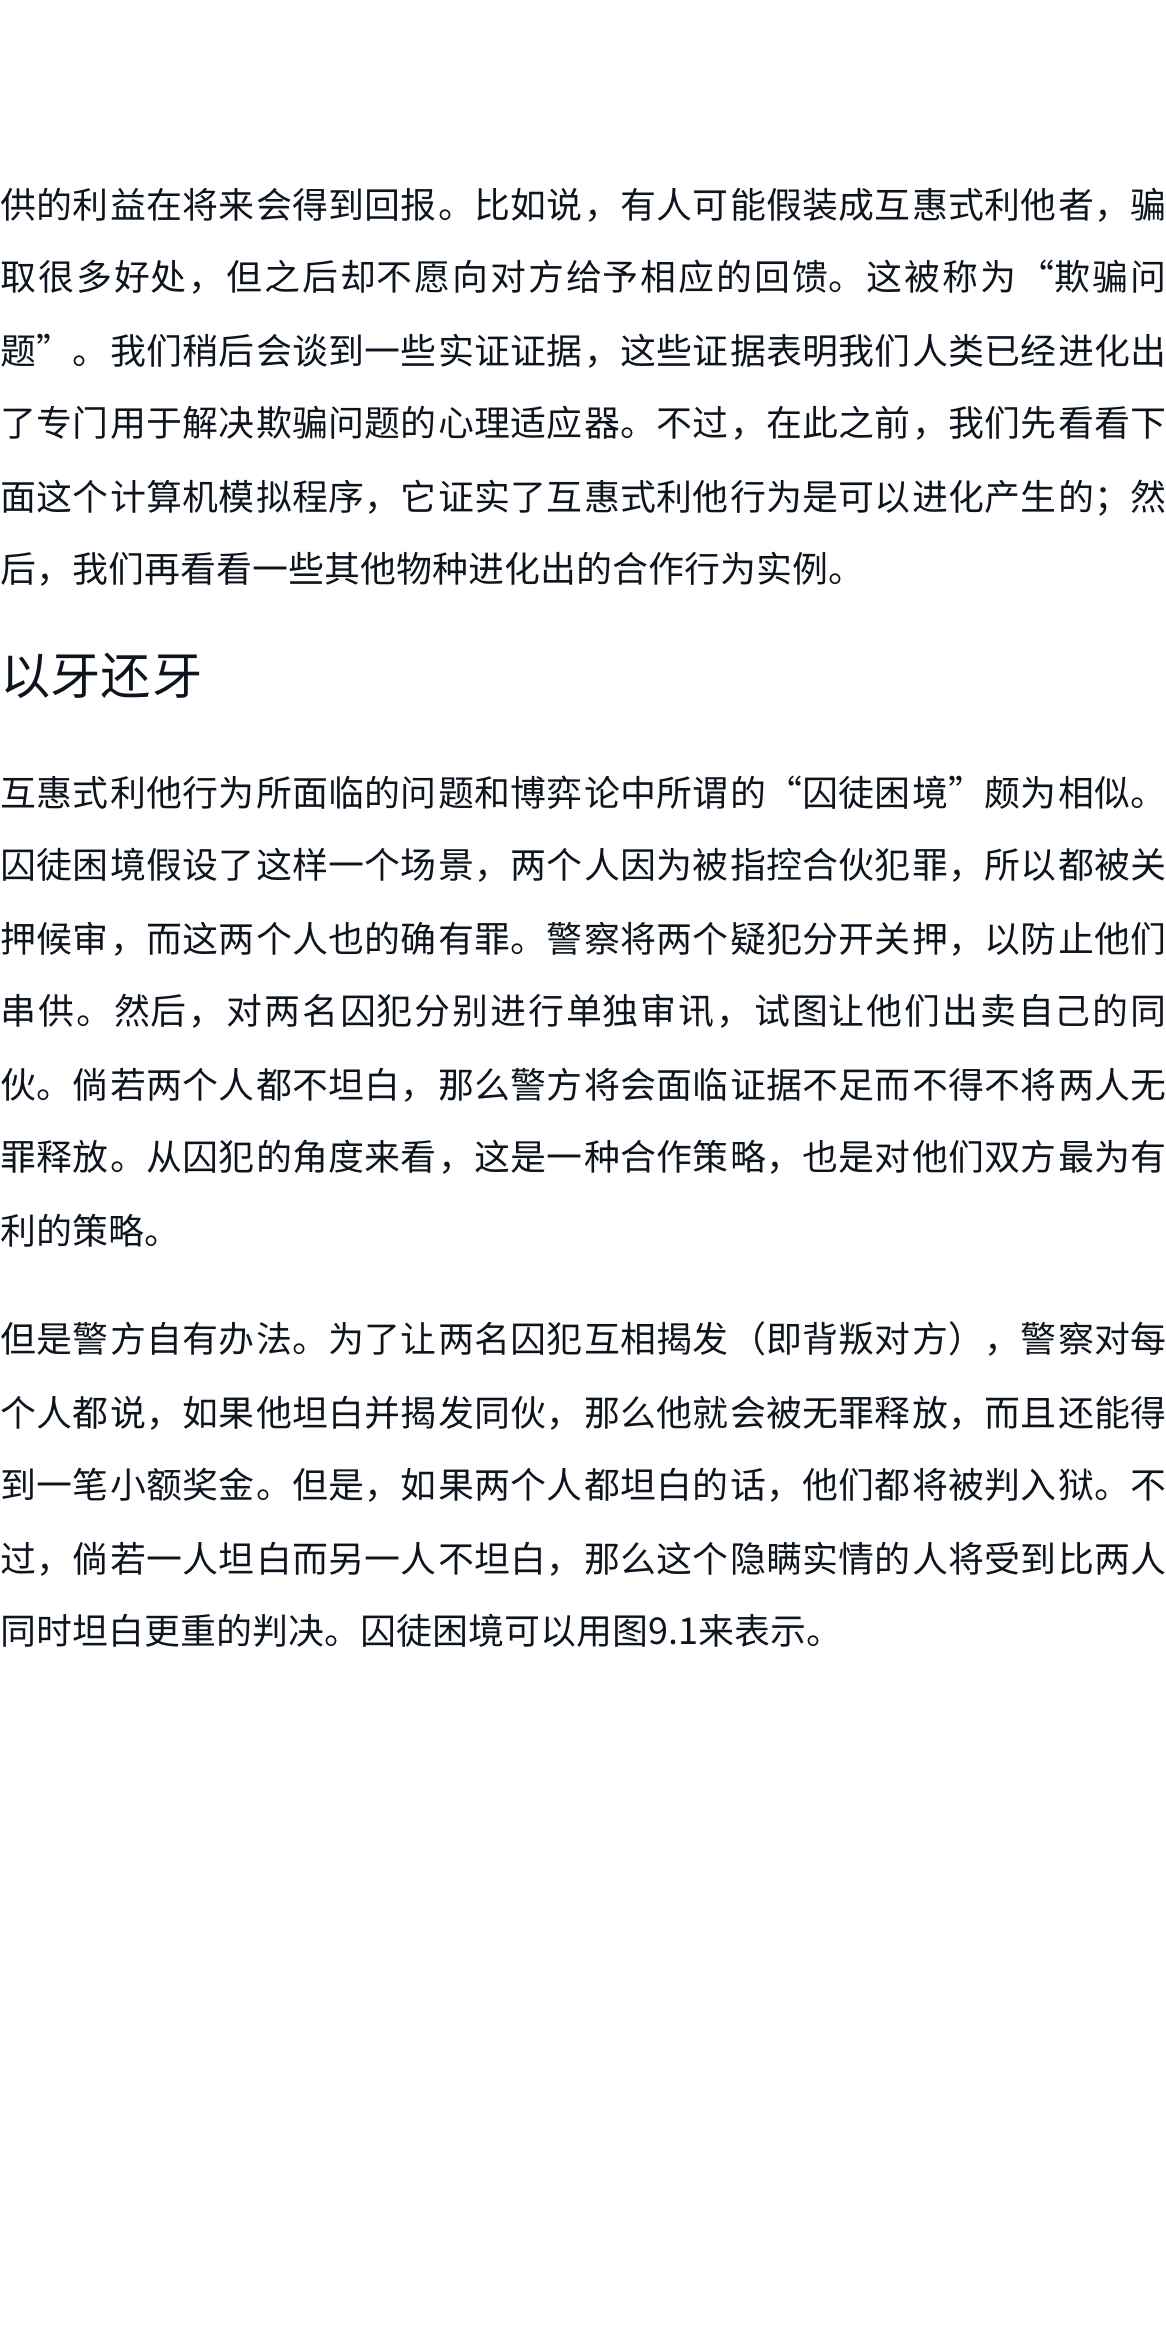 供的利益在将来会得到回报。比如说，有人可能假装成互惠式利他者，骗
取很多好处，但之后却不愿向对方给予相应的回馈。这被称为“欺骗问
题”。我们稍后会谈到一些实证证据，这些证据表明我们人类已经进化出
了专门用于解决欺骗问题的心理适应器。不过，在此之前，我们先看看下
面这个计算机模拟程序，它证实了互惠式利他行为是可以进化产生的；然
后，我们再看看一些其他物种进化出的合作行为实例。
以牙还牙
互惠式利他行为所面临的问题和博弈论中所谓的“囚徒困境”颇为相似。
囚徒困境假设了这样一个场景，两个人因为被指控合伙犯罪，所以都被关
押候审，而这两个人也的确有罪。警察将两个疑犯分开关押，以防止他们
串供。然后，对两名囚犯分别进行单独审讯，试图让他们出卖自己的同
伙。倘若两个人都不坦白，那么警方将会面临证据不足而不得不将两人无
罪释放。从囚犯的角度来看，这是一种合作策略，也是对他们双方最为有
利的策略。
但是警方自有办法。为了让两名囚犯互相揭发（即背叛对方），警察对每
个人都说，如果他坦白并揭发同伙，那么他就会被无罪释放，而且还能得
到一笔小额奖金。但是，如果两个人都坦白的话，他们都将被判入狱。不
过，倘若一人坦白而另一人不坦白，那么这个隐瞒实情的人将受到比两人
同时坦白更重的判决。囚徒困境可以用图9.1来表示。